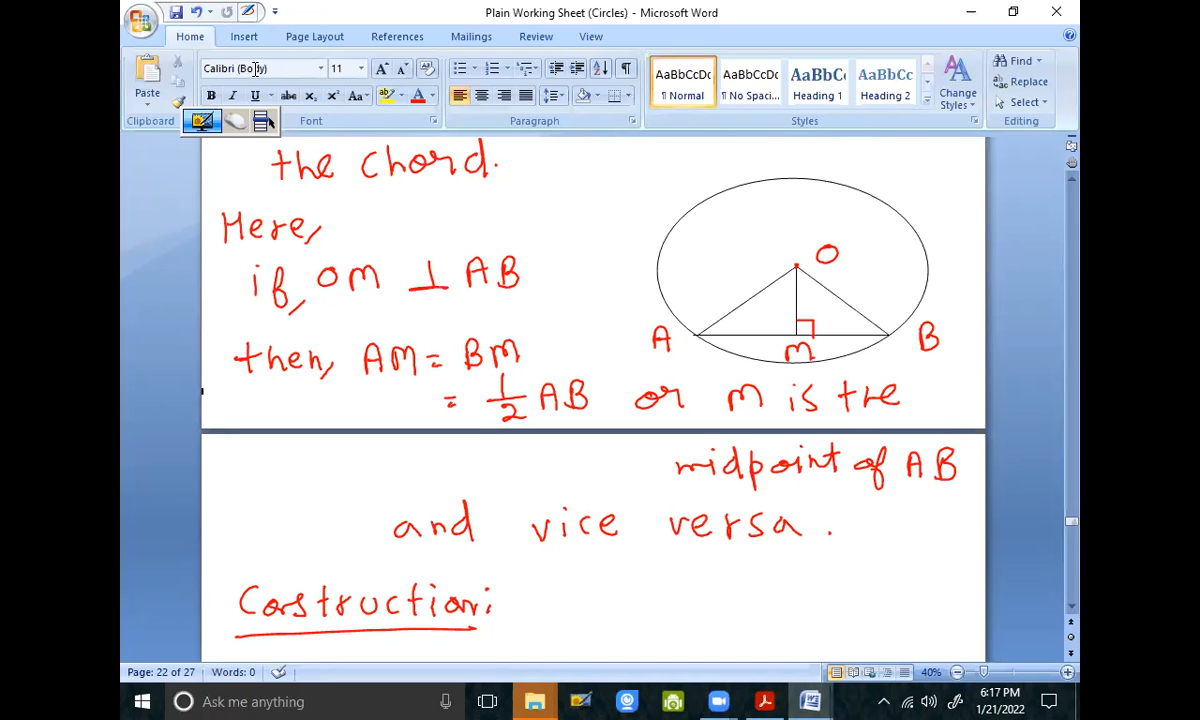 Plain Working Sheet (Circles) - Microsoft Word
Home Insert Page Layout References Mailings Review View
Calibri (Body) 11
Paste
AaBbCcDc AaBbCcDc AaBbCc AaBbCc
¶ Normal ¶ No Spaci... Heading 1 Heading 2
Change Styles
Find
Replace
Select
Clipboard Font Paragraph Styles Editing
the chord.
Here,
if, OM ⊥ AB
then, AM = BM
= 1/2 AB or M is the
O
A
M
B
midpoint of AB
and vice versa.
Construction:
Page: 22 of 27 Words: 0 40%
Ask me anything
6:17 PM
1/21/2022